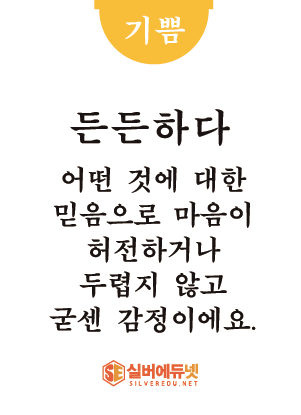 기쁨
든든하다
어떤 것에 대한
믿음으로 마음이
허전하거나
두렵지 않고
굳센 감정이에요.
SE 실버에듀넷
SILVEREDU.NET